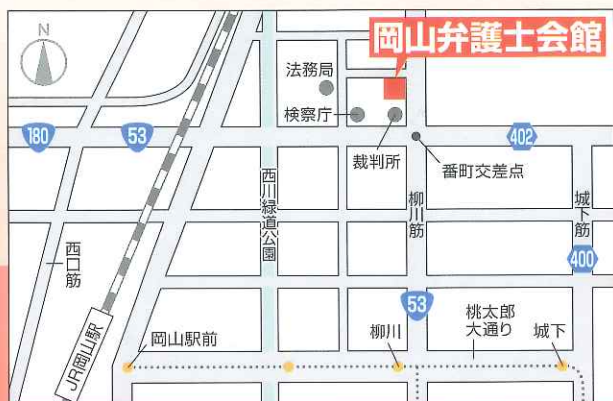 岡山弁護士会館
N
法務局
検察庁
180
53
402
裁判所
番町交差点
西川緑道公園
柳川筋
城下筋
西口筋
400
53
JR岡山駅
岡山駅前
柳川
桃太郎
大通り
城下